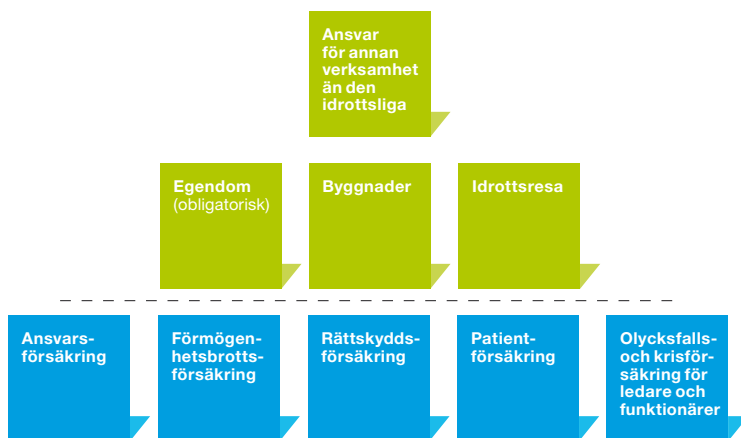 Ansvar
för annan
verksamhet
än den
idrottsliga
Egendom
(obligatorisk)
Byggnader
Idrottsresa
Ansvars-
försäkring
Förmögen-
hetsbrotts-
försäkring
Rättskydds-
försäkring
Patient-
försäkring
Olycksfalls-
och krisför-
säkring för
ledare och
funktionärer